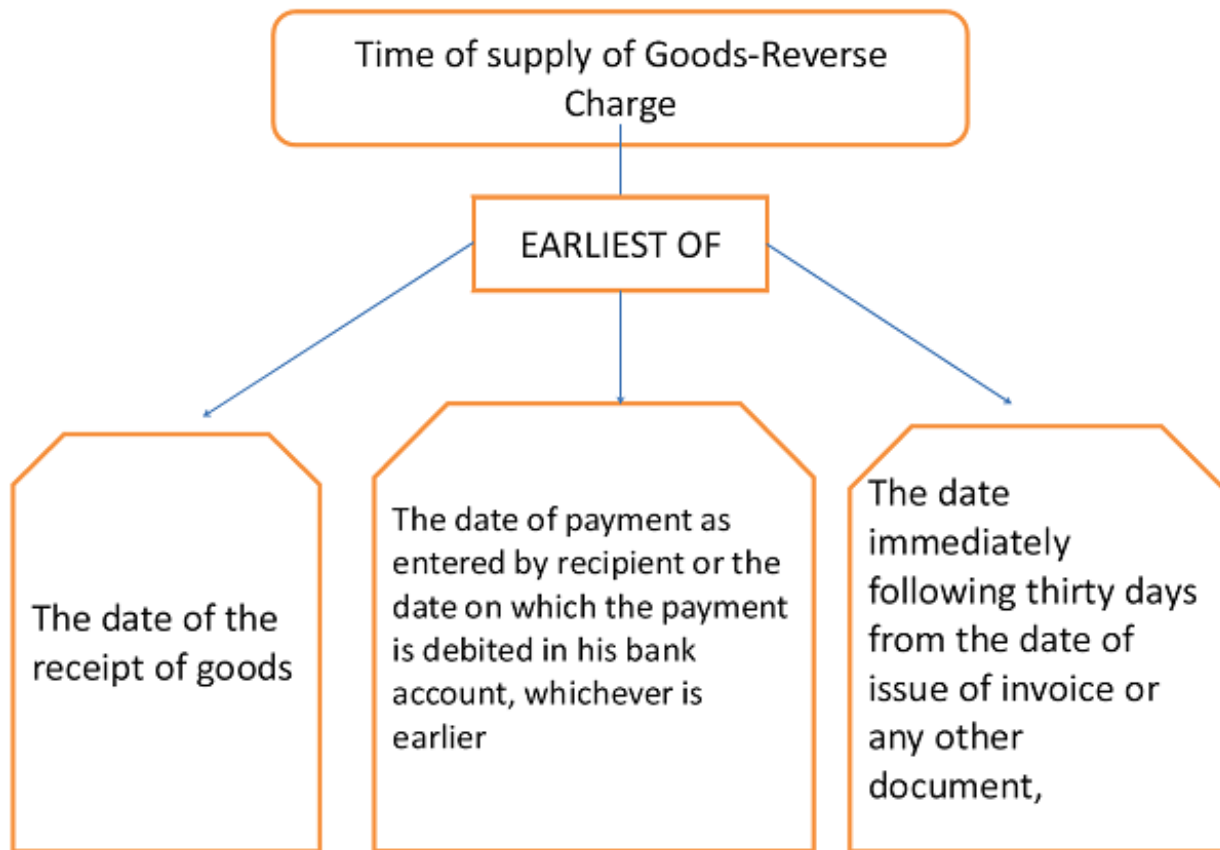 Time of supply of Goods-Reverse
Charge
EARLIEST OF
The date of the
receipt of goods
The date of payment as
entered by recipient or the
date on which the payment
is debited in his bank
account, whichever is
earlier
The date
immediately
following thirty days
from the date of
issue of invoice or
any other
document,